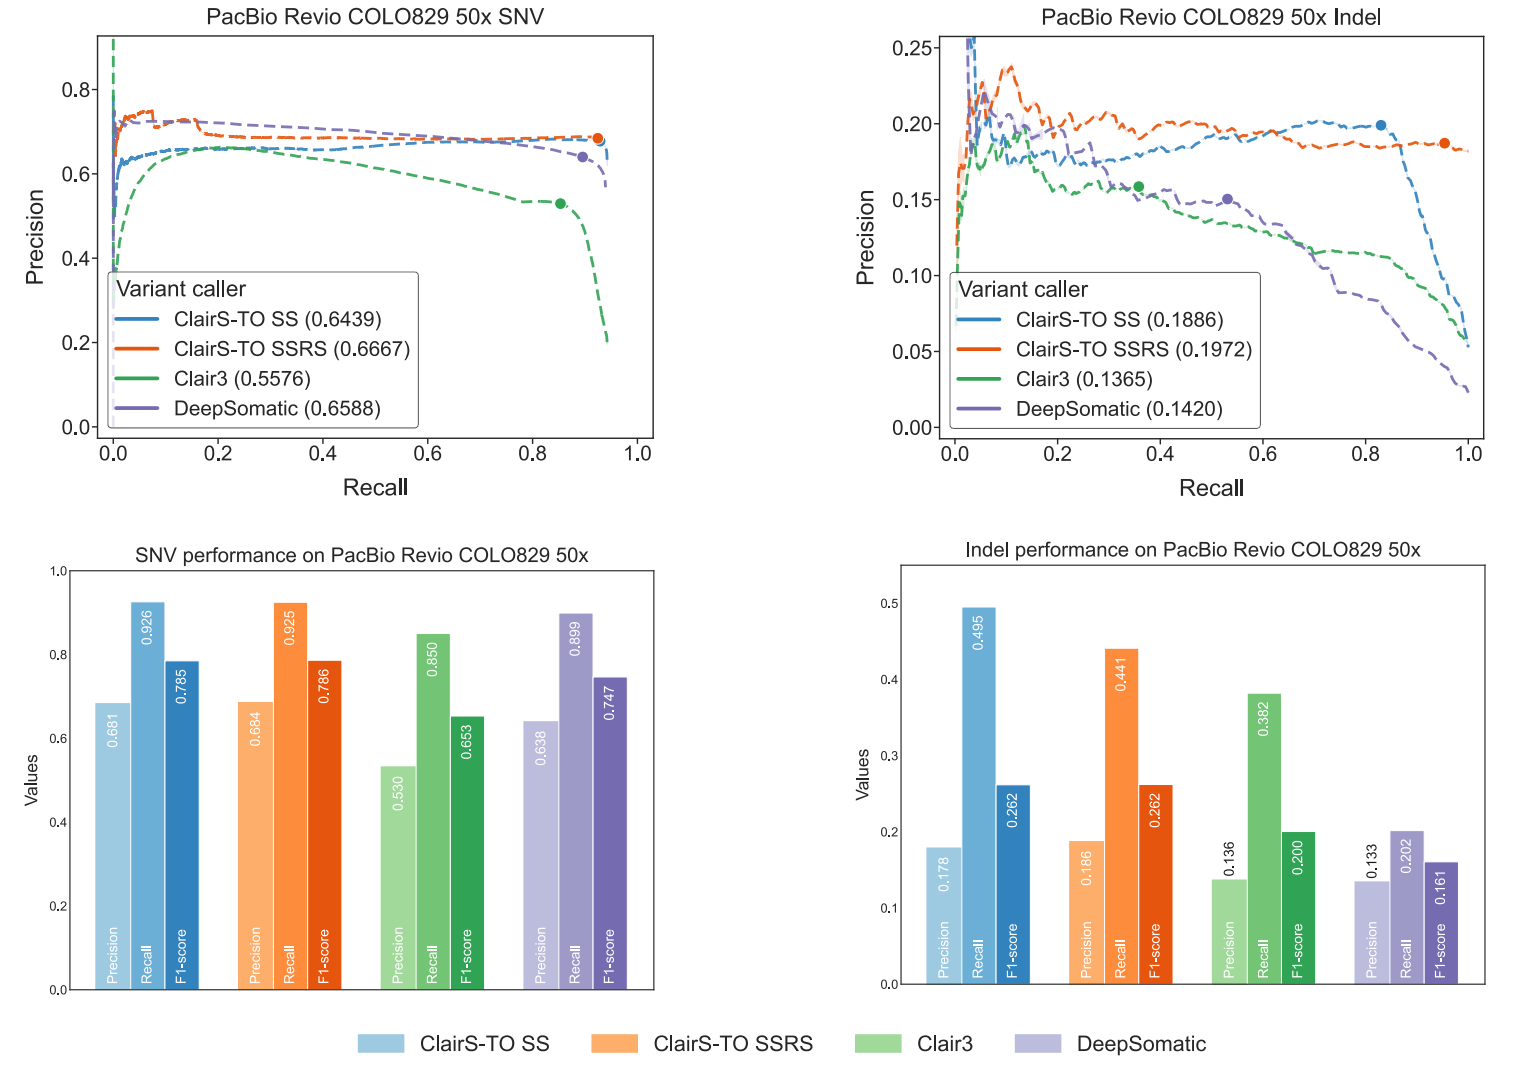 PacBio Revio COLO829 50x SNV
Precision
0.8
0.6
0.4
0.2
0.0
Variant caller
ClairS-TO SS (0.6439)
ClairS-TO SSRS (0.6667)
Clair3 (0.5576)
DeepSomatic (0.6588)
0.0 0.2 0.4 0.6 0.8 1.0
Recall
PacBio Revio COLO829 50x Indel
Precision
0.25
0.20
0.15
0.10
0.05
0.00
Variant caller
ClairS-TO SS (0.1886)
ClairS-TO SSRS (0.1972)
Clair3 (0.1365)
DeepSomatic (0.1420)
0.0 0.2 0.4 0.6 0.8 1.0
Recall
SNV performance on PacBio Revio COLO829 50x
Values
1.0
0.8
0.6
0.4
0.2
0.0
0.681 0.926 0.785
Precision Recall F1-score
0.684 0.925 0.786
Precision Recall F1-score
0.530 0.850 0.653
Precision Recall F1-score
0.638 0.899 0.747
Precision Recall F1-score
Indel performance on PacBio Revio COLO829 50x
Values
0.5
0.4
0.3
0.2
0.1
0.0
0.178 0.495 0.262
Precision Recall F1-score
0.186 0.441 0.262
Precision Recall F1-score
0.136 0.382 0.200
Precision Recall F1-score
0.133 0.202 0.161
Precision Recall F1-score
ClairS-TO SS ClairS-TO SSRS Clair3 DeepSomatic